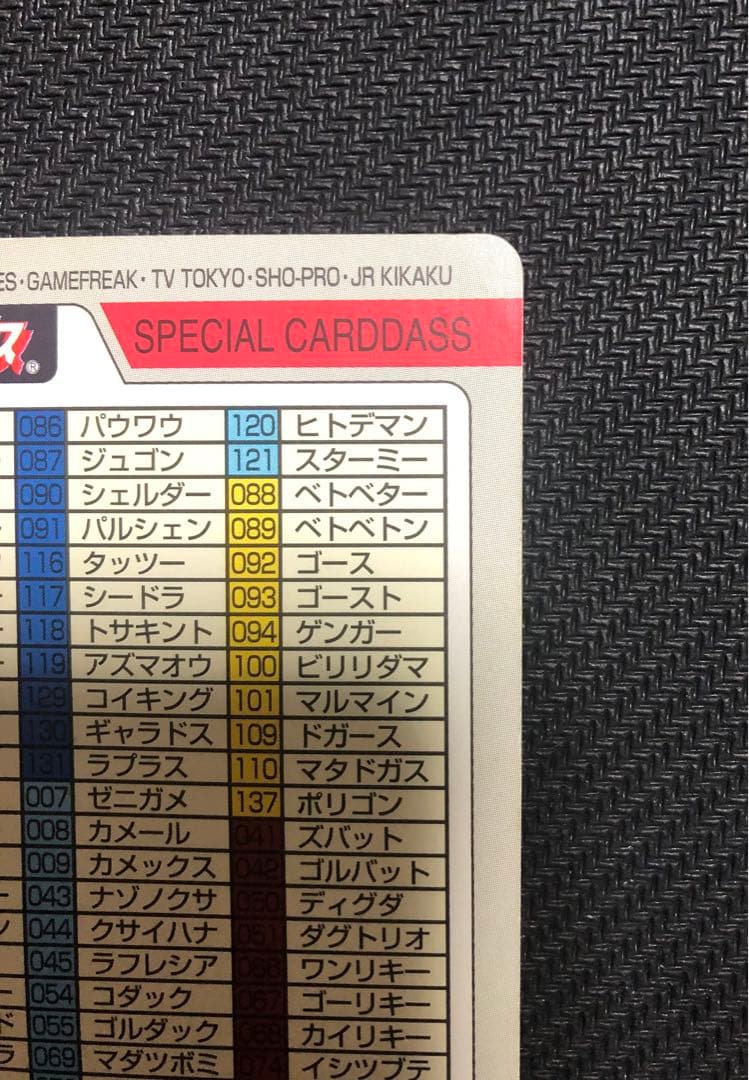 ES・GAMEFREAK・TV TOKYO・SHO-PRO・JR KIKAKU
ス® SPECIAL CARDDASS
086 パウワウ 120 ヒトデマン
087 ジュゴン 121 スターミー
090 シェルダー 088 ベトベター
091 パルシェン 089 ベトベトン
116 タッツー 092 ゴース
117 シードラ 093 ゴースト
118 トサキント 094 ゲンガー
119 アズマオウ 100 ビリリダマ
129 コイキング 101 マルマイン
130 ギャラドス 109 ドガース
131 ラプラス 110 マタドガス
007 ゼニガメ 137 ポリゴン
008 カメール 041 ズバット
009 カメックス 042 ゴルバット
043 ナゾノクサ 050 ディグダ
044 クサイハナ 051 ダグトリオ
045 ラフレシア 066 ワンリキー
054 コダック 067 ゴーリキー
ド 055 ゴルダック 068 カイリキー
ラ 069 マダツボミ 074 イシツブテ